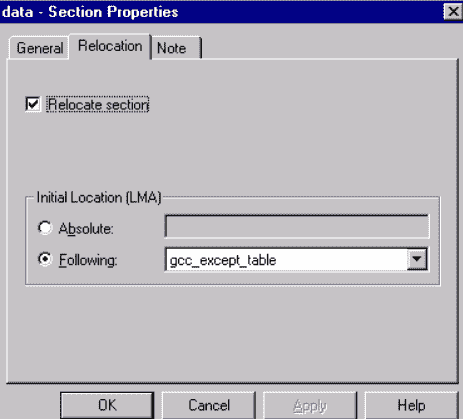 data - Section Properties
General Relocation Note
Relocate section
Initial Location (LMA)
Absolute:
Following: gcc_except_table
OK Cancel Apply Help